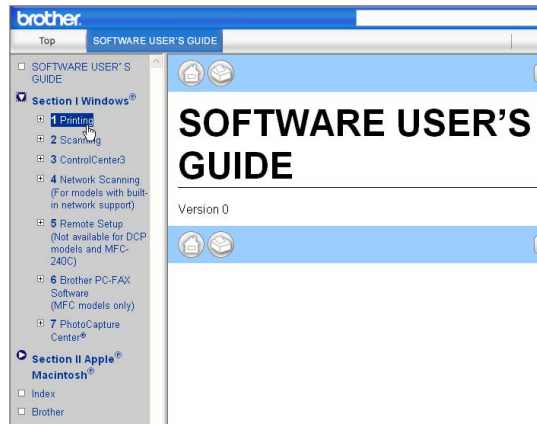 brother.
Top
SOFTWARE USER'S GUIDE
SOFTWARE USER'S
GUIDE
Section I Windows®
1 Printing
2 Scanning
3 ControlCenter3
4 Network Scanning
(For models with built-
in network support)
5 Remote Setup
(Not available for DCP
models and MFC-
240C)
6 Brother PC-FAX
Software
(MFC models only)
7 PhotoCapture
Center®
Section II Apple®
Macintosh®
Index
Brother
SOFTWARE USER’S
GUIDE
Version 0